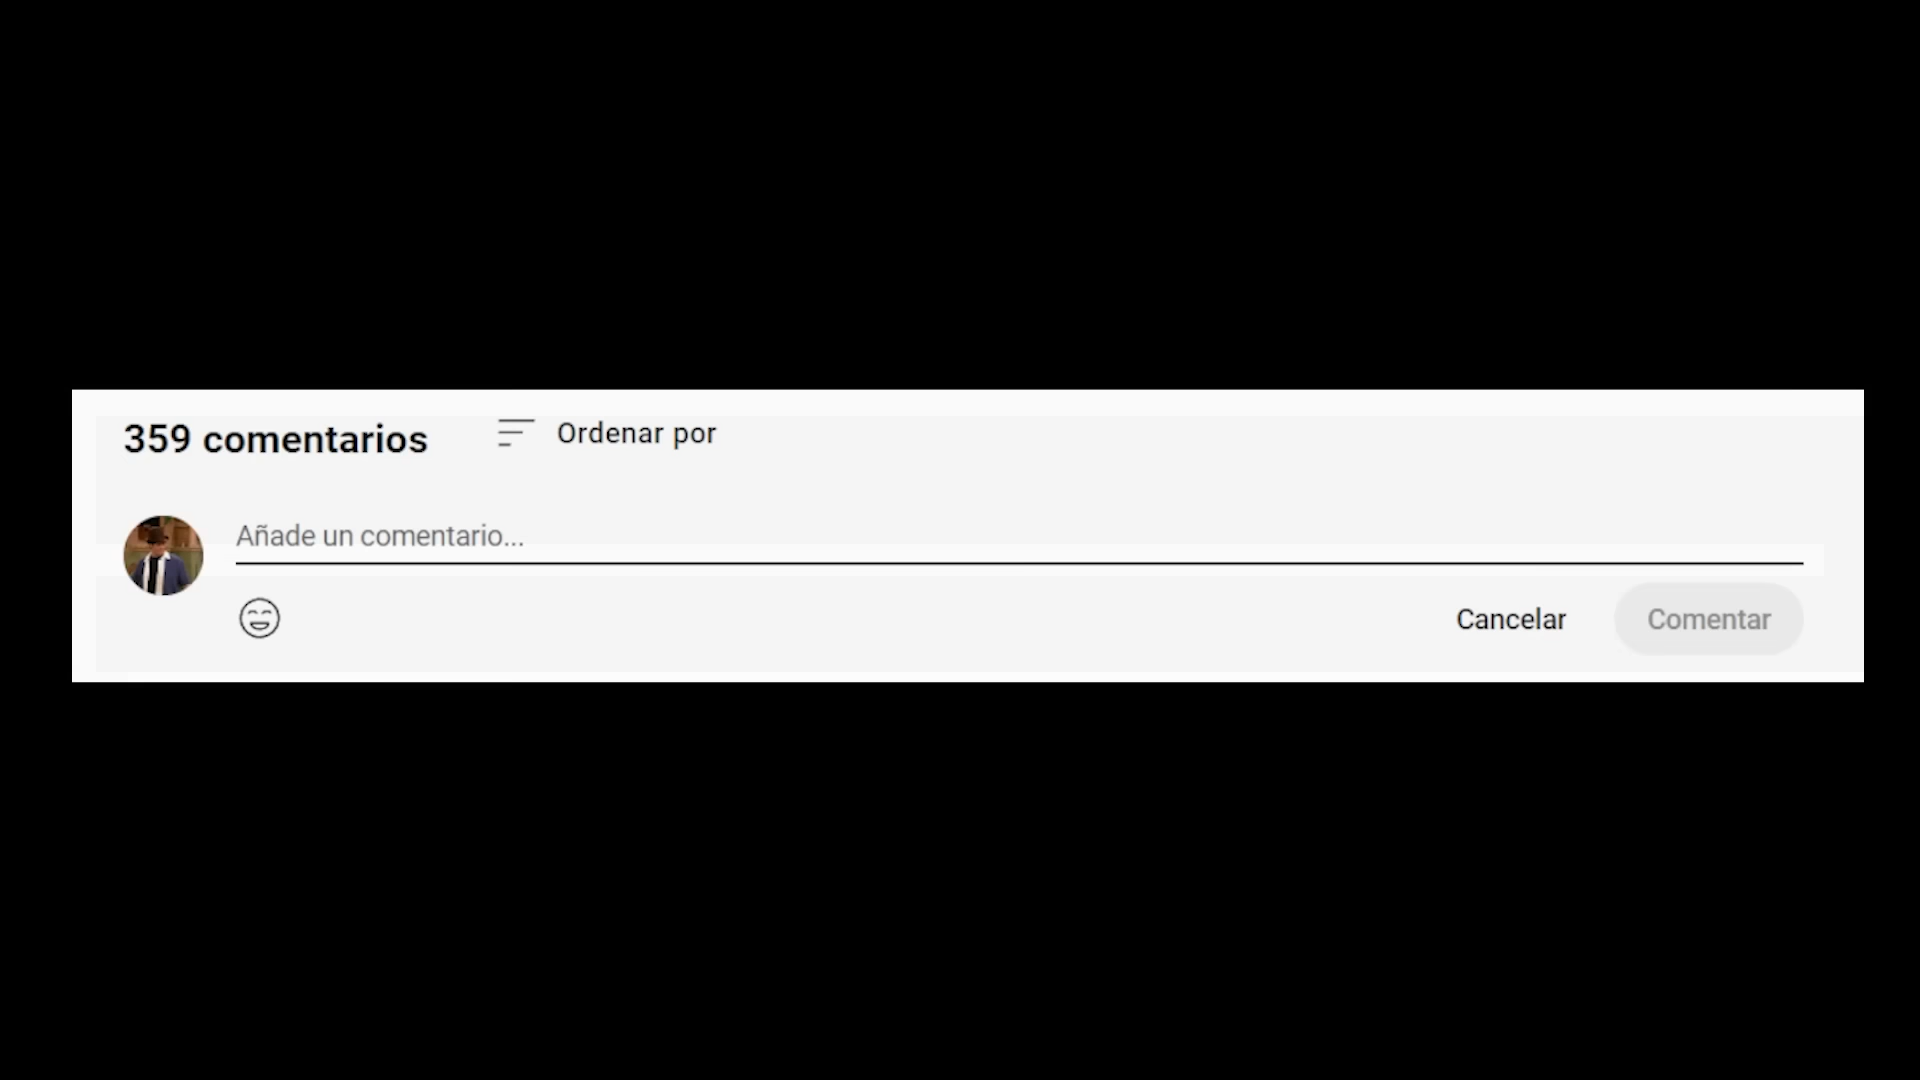 359 comentarios
Ordenar por
Añade un comentario...
Cancelar
Comentar